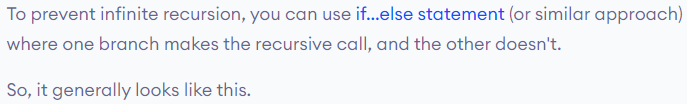 To prevent infinite recursion, you can use if...else statement (or similar approach)
where one branch makes the recursive call, and the other doesn't.
So, it generally looks like this.